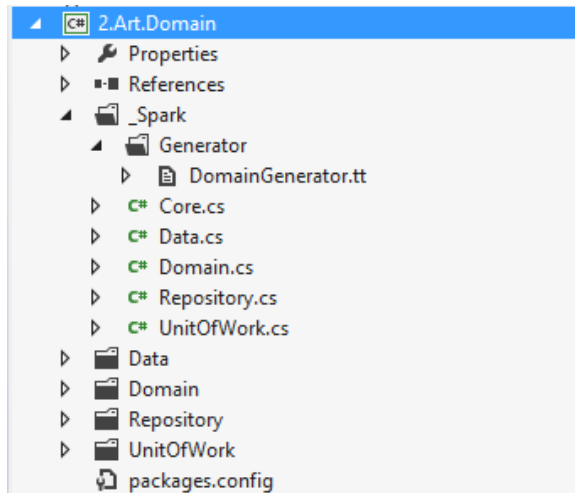 C# 2.Art.Domain
Properties
References
_Spark
Generator
DomainGenerator.tt
C# Core.cs
C# Data.cs
C# Domain.cs
C# Repository.cs
C# UnitOfWork.cs
Data
Domain
Repository
UnitOfWork
packages.config